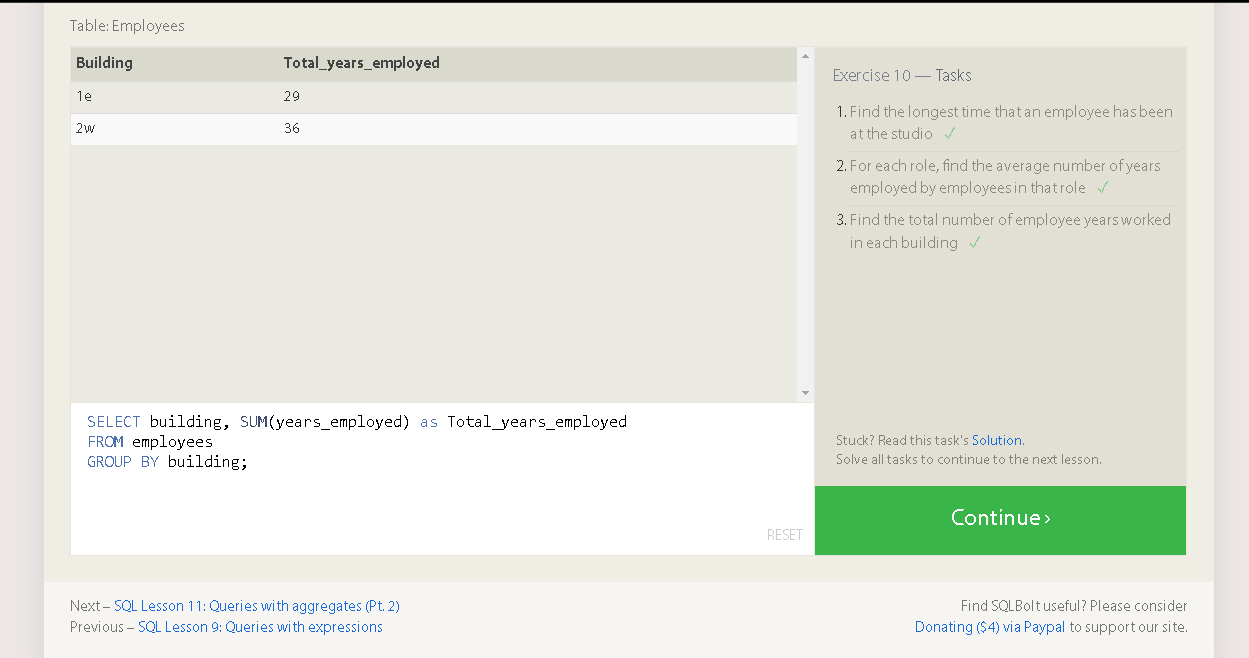 Table: Employees
Building Total_years_employed
1e 29
2w 36
SELECT building, SUM(years_employed) as Total_years_employed
FROM employees
GROUP BY building;
RESET
Exercise 10 — Tasks
1. Find the longest time that an employee has been
at the studio ✓
2. For each role, find the average number of years
employed by employees in that role ✓
3. Find the total number of employee years worked
in each building ✓
Stuck? Read this task's Solution.
Solve all tasks to continue to the next lesson.
Continue ›
Next – SQL Lesson 11: Queries with aggregates (Pt. 2)
Previous – SQL Lesson 9: Queries with expressions
Find SQLBolt useful? Please consider
Donating ($4) via Paypal to support our site.